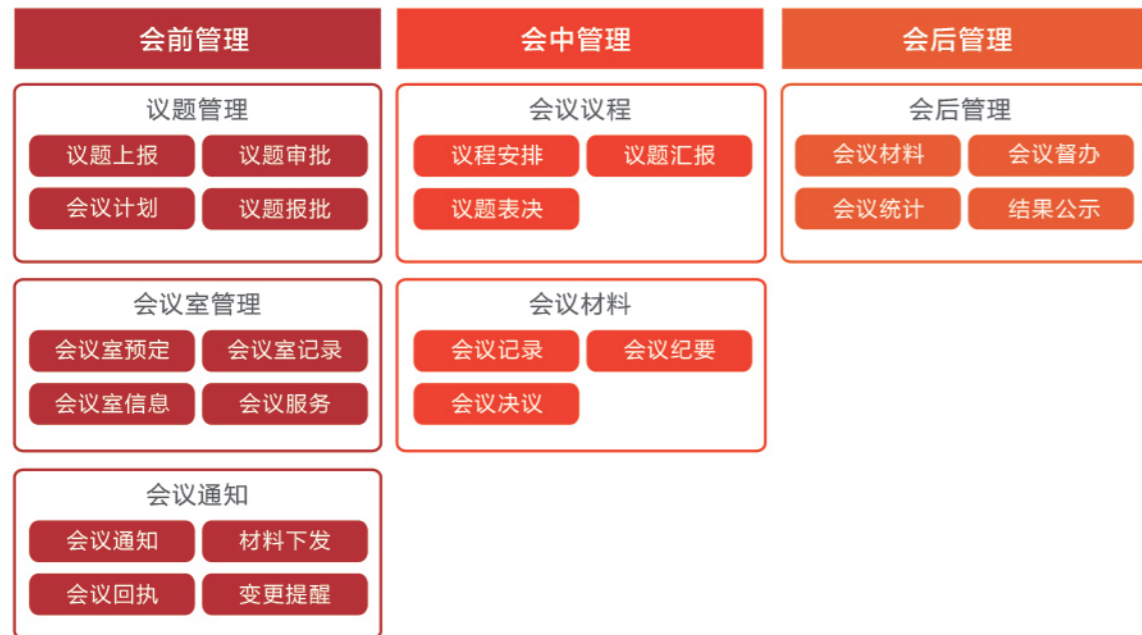 会前管理
议题管理
议题上报 议题审批
会议计划 议题报批
会议室管理
会议室预定 会议室记录
会议室信息 会议服务
会议通知
会议通知 材料下发
会议回执 变更提醒
会中管理
会议议程
议程安排 议题汇报
议题表决
会议材料
会议记录 会议纪要
会议决议
会后管理
会后管理
会议材料 会议督办
会议统计 结果公示